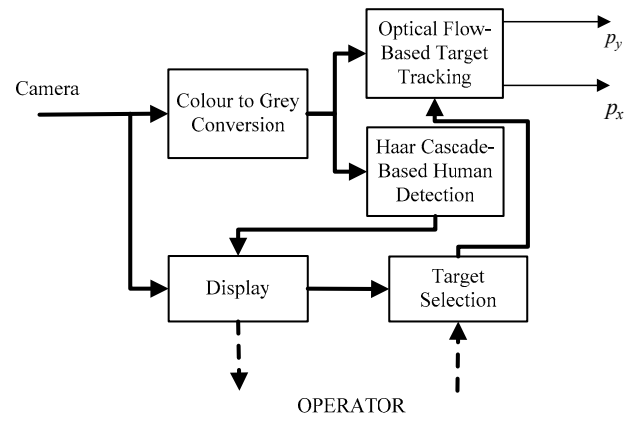 Optical Flow-
Based Target
Tracking
p_y
p_x
Camera
Colour to Grey
Conversion
Haar Cascade-
Based Human
Detection
Display
Target
Selection
OPERATOR